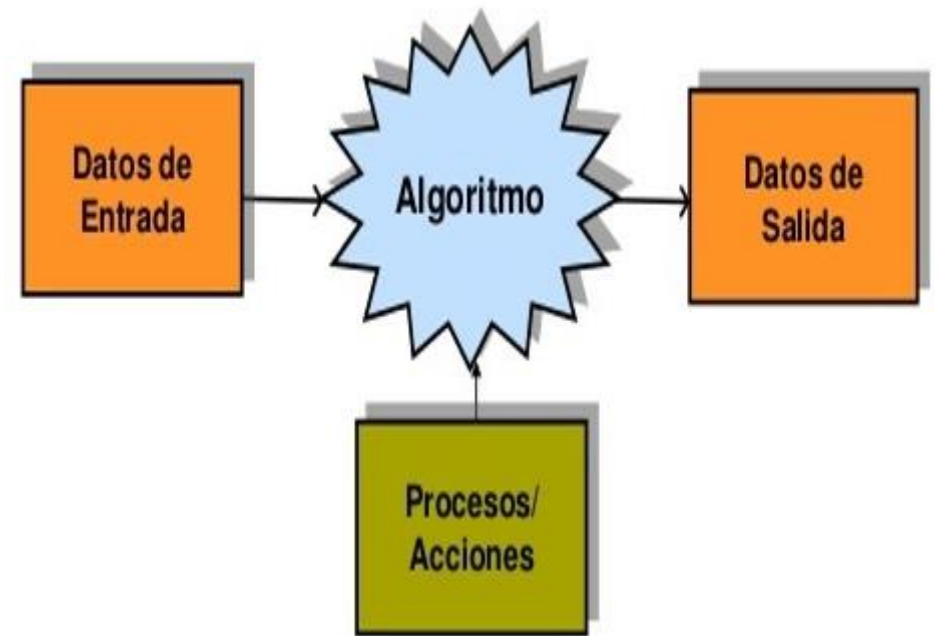 Datos de
Entrada
Algoritmo
Datos de
Salida
Procesos/
Acciones